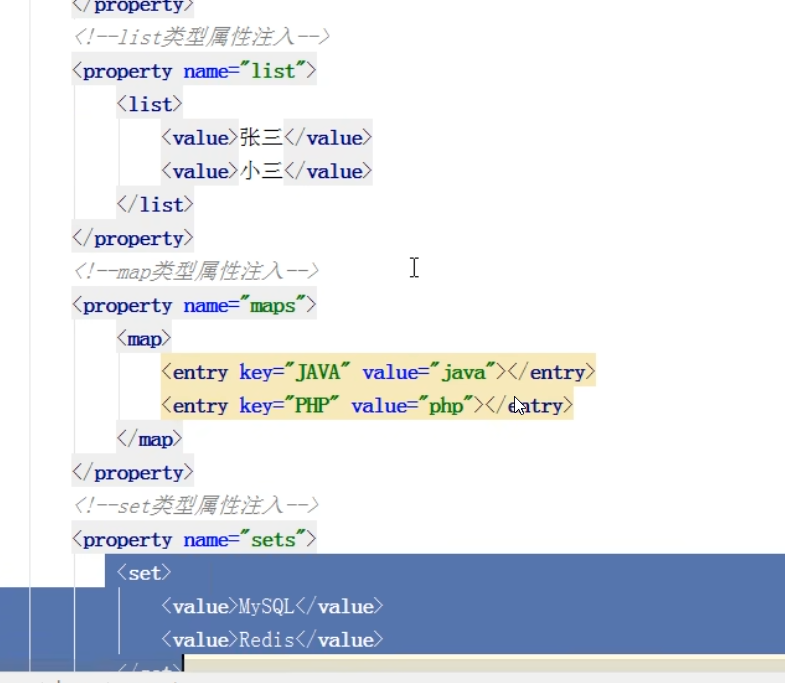 </property>
<!--list类型属性注入-->
<property name="list">
<list>
<value>张三</value>
<value>小三</value>
</list>
</property>
<!--map类型属性注入-->
<property name="maps">
<map>
<entry key="JAVA" value="java"></entry>
<entry key="PHP" value="php"></entry>
</map>
</property>
<!--set类型属性注入-->
<property name="sets">
<set>
<value>MySQL</value>
<value>Redis</value>
</set>